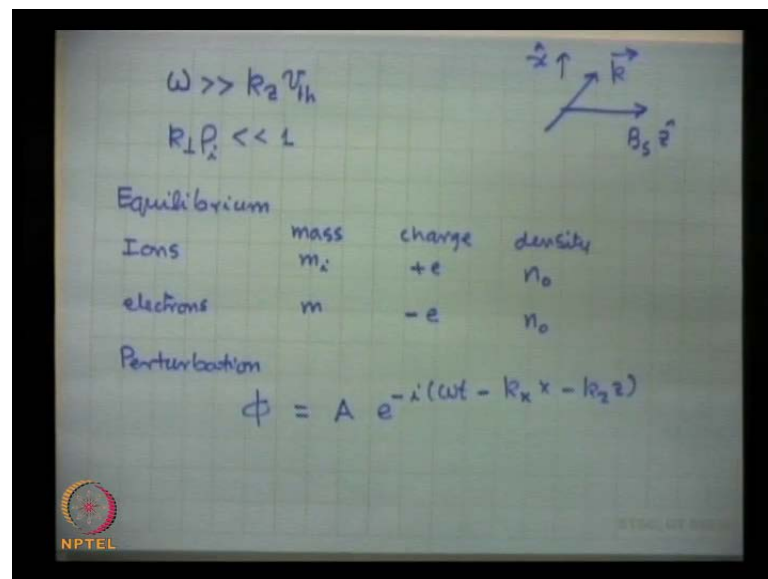 ω >> k_z v_th
k_⊥ ρ_i << 1
x̂ ↑ k⃗
B_s ẑ
Equilibrium
mass charge density
Ions m_i +e n_0
electrons m -e n_0
Perturbation
ϕ = A e^{-i(ωt - k_x x - k_z z)}
NPTEL